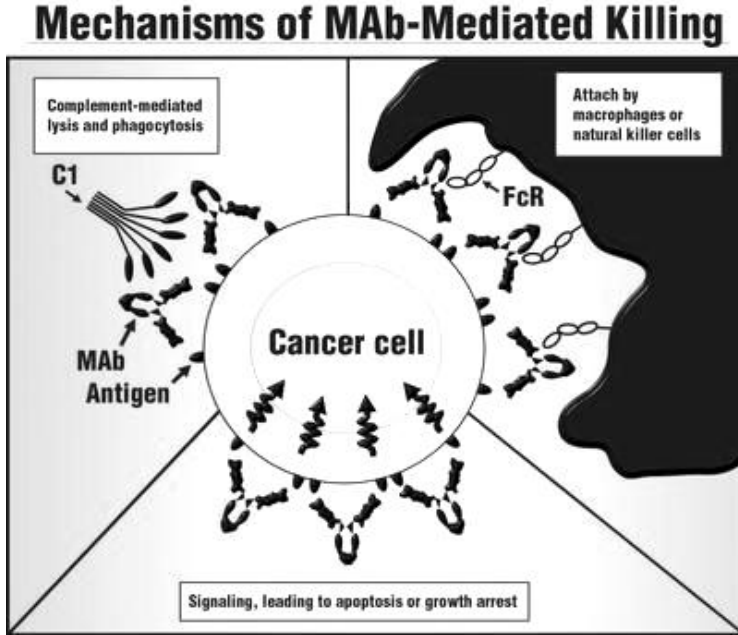 Mechanisms of MAb-Mediated Killing
Complement-mediated
lysis and phagocytosis
Attach by
macrophages or
natural killer cells
C1
FcR
MAb
Antigen
Cancer cell
Signaling, leading to apoptosis or growth arrest